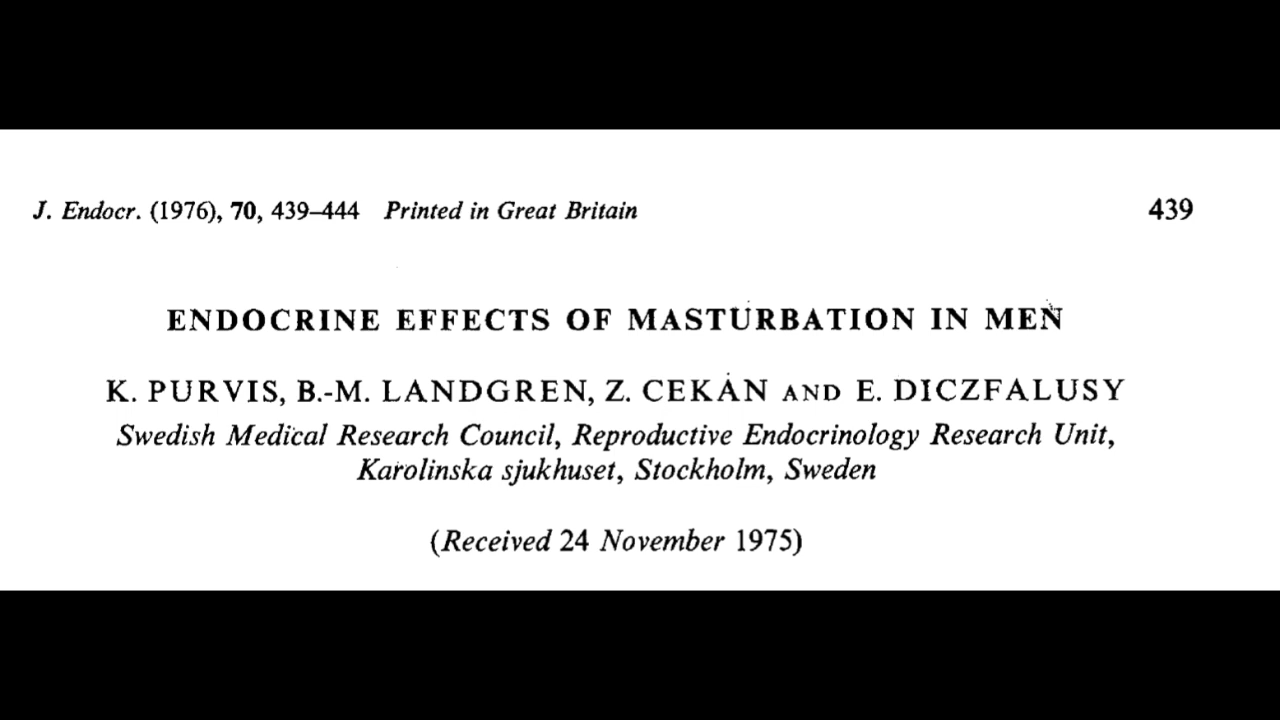 J. Endocr. (1976), 70, 439–444 Printed in Great Britain 439
ENDOCRINE EFFECTS OF MASTURBATION IN MEN
K. PURVIS, B.-M. LANDGREN, Z. CEKAN AND E. DICZFALUSY
Swedish Medical Research Council, Reproductive Endocrinology Research Unit,
Karolinska sjukhuset, Stockholm, Sweden
(Received 24 November 1975)